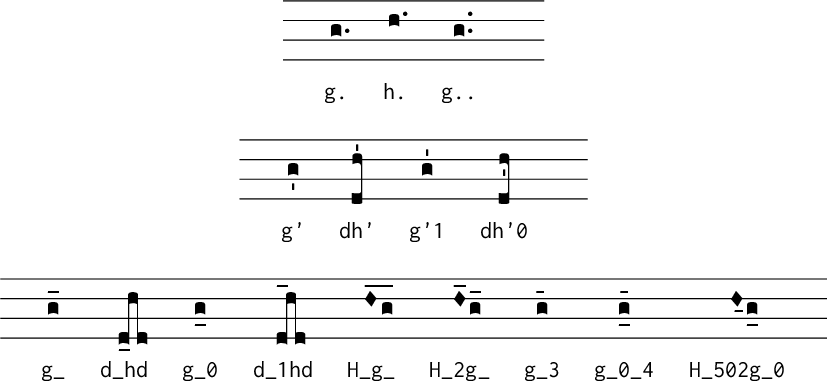 g. h. g..
g' dh' g'1 dh'0
g_ d_hd g_0 d_1hd H_g_ H_2g_ g_3 g_0_4 H_502g_0